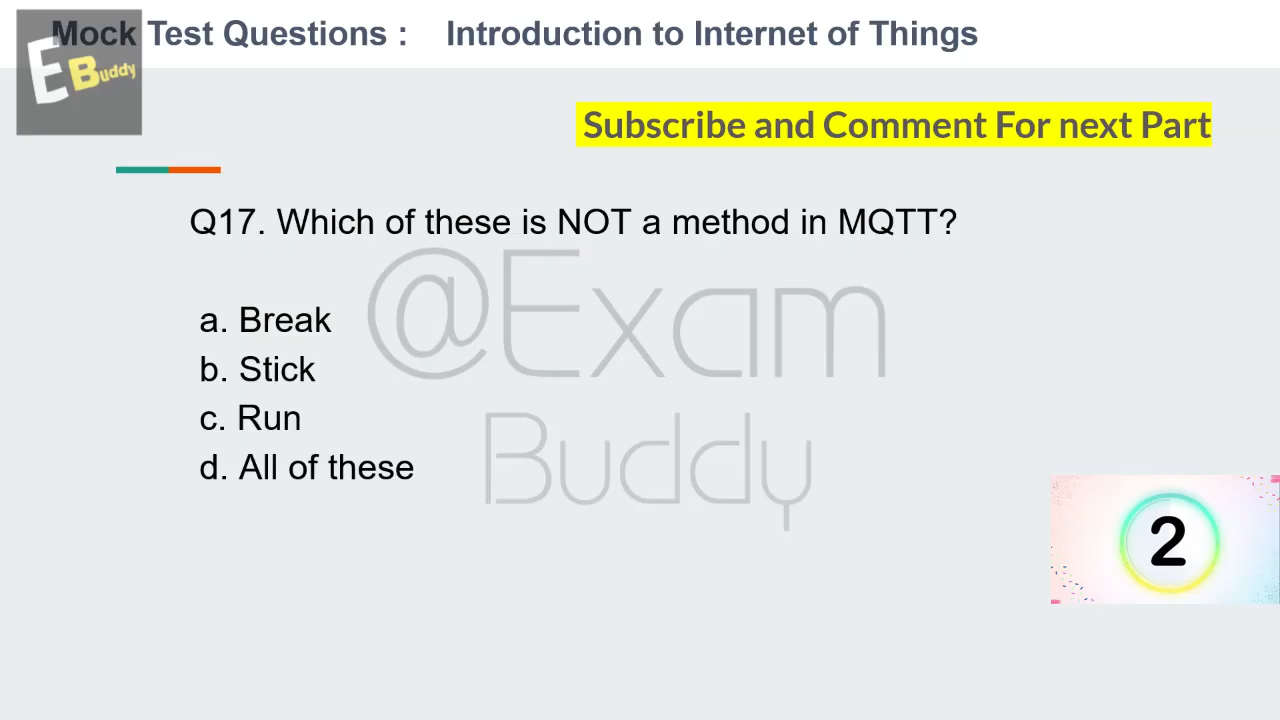 Mock Test Questions : Introduction to Internet of Things
E Buddy
Subscribe and Comment For next Part
Q17. Which of these is NOT a method in MQTT?
@Exam
Buddy
a. Break
b. Stick
c. Run
d. All of these
2